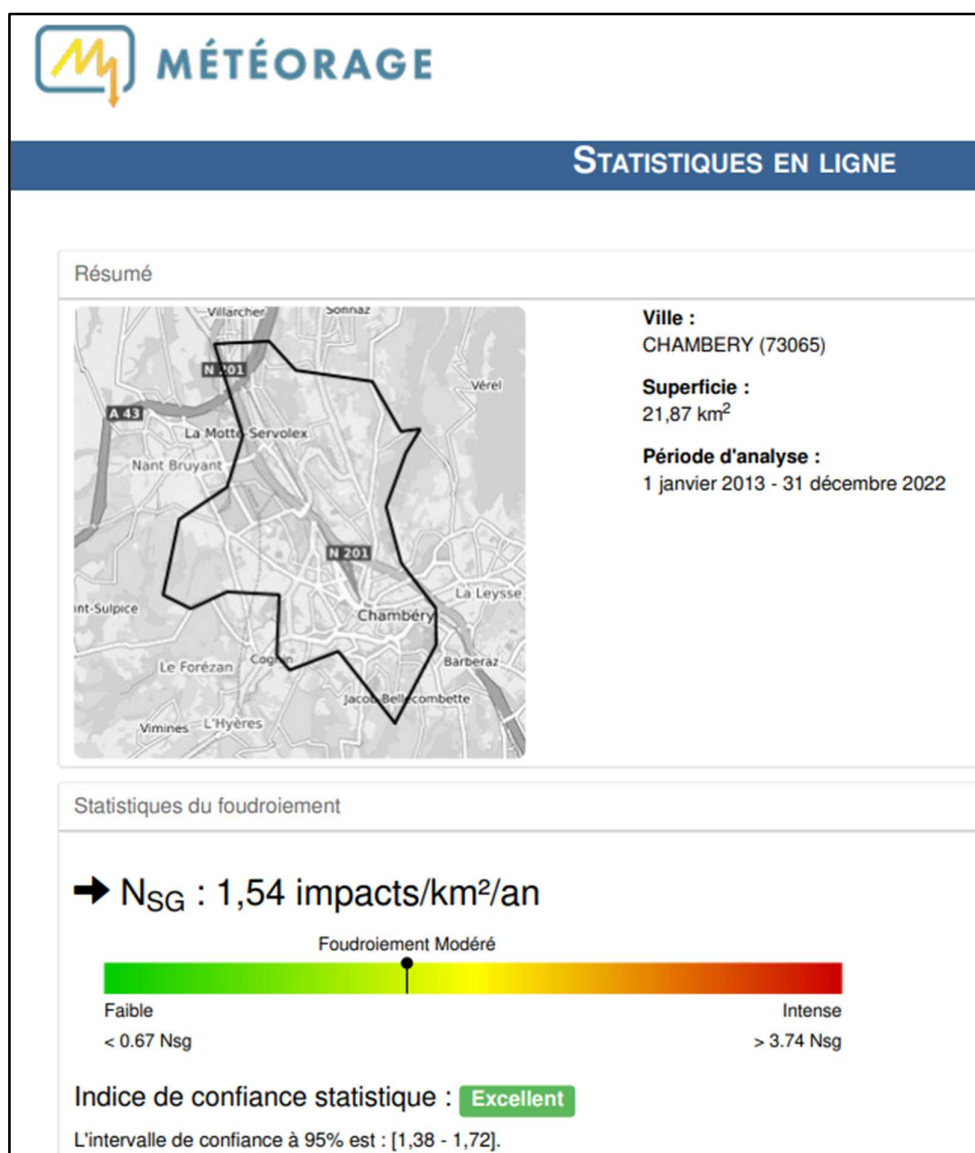 MÉTÉORAGE
STATISTIQUES EN LIGNE
Résumé
Villarcher
Sonnaz
N 201
Vérel
A 43
La Motte-Servolex
Nant Bruyant
N 201
La Leysse
int-Sulpice
Chambéry
Le Forézan
Cognin
Barberaz
Jacob-Bellecombette
Vimines
L'Hyères
Ville :
CHAMBERY (73065)
Superficie :
21,87 km²
Période d'analyse :
1 janvier 2013 - 31 décembre 2022
Statistiques du foudroiement
➔ NSG : 1,54 impacts/km²/an
Foudroiement Modéré
Faible
Intense
< 0.67 Nsg
> 3.74 Nsg
Indice de confiance statistique : Excellent
L'intervalle de confiance à 95% est : [1,38 - 1,72].